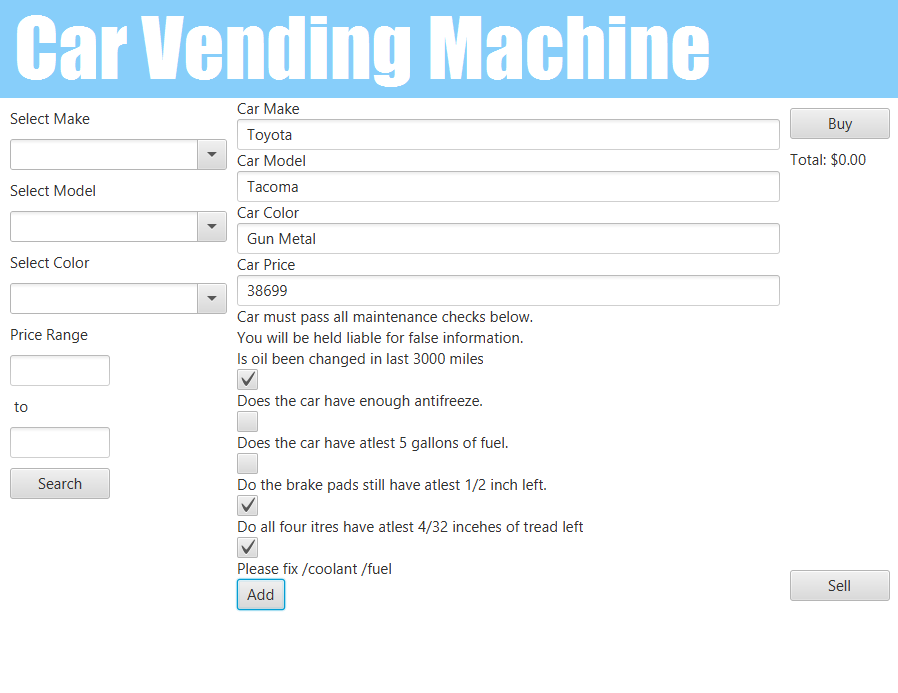 Car Vending Machine
Select Make
Select Model
Select Color
Price Range
to
Search
Car Make
Toyota
Car Model
Tacoma
Car Color
Gun Metal
Car Price
38699
Car must pass all maintenance checks below.
You will be held liable for false information.
Is oil been changed in last 3000 miles
Does the car have enough antifreeze.
Does the car have atlest 5 gallons of fuel.
Do the brake pads still have atlest 1/2 inch left.
Do all four itres have atlest 4/32 incehes of tread left
Please fix /coolant /fuel
Add
Buy
Total: $0.00
Sell